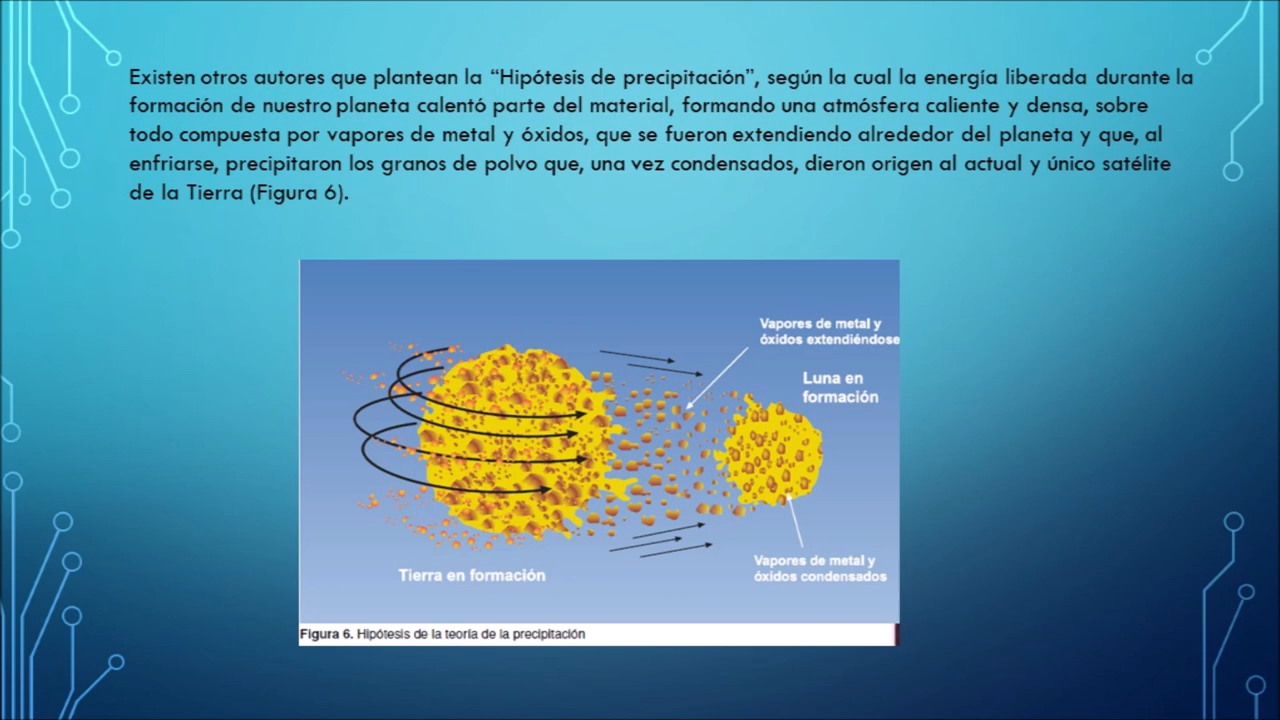 Existen otros autores que plantean la “Hipótesis de precipitación”, según la cual la energía liberada durante la
formación de nuestro planeta calentó parte del material, formando una atmósfera caliente y densa, sobre
todo compuesta por vapores de metal y óxidos, que se fueron extendiendo alrededor del planeta y que, al
enfriarse, precipitaron los granos de polvo que, una vez condensados, dieron origen al actual y único satélite
de la Tierra (Figura 6).
Vapores de metal y
óxidos extendiéndose
Luna en
formación
Vapores de metal y
óxidos condensados
Tierra en formación
Figura 6. Hipótesis de la teoría de la precipitación